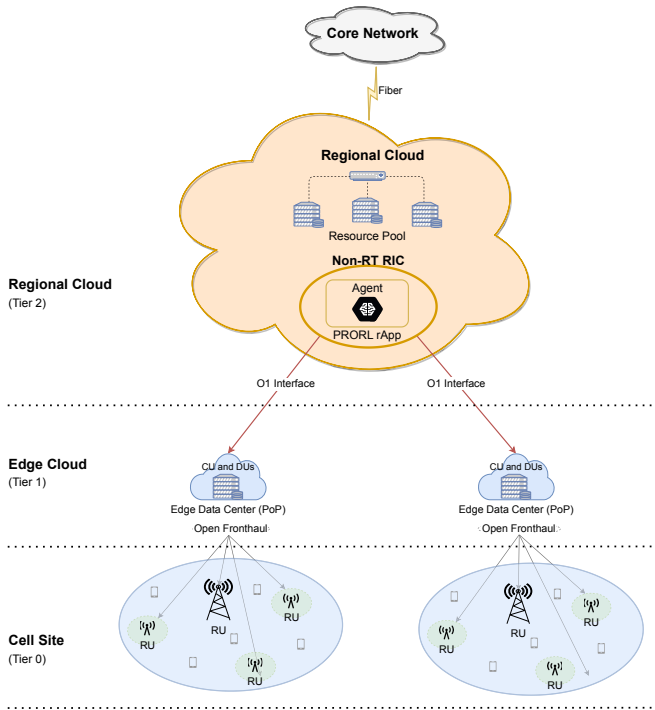 Core Network
Fiber
Regional Cloud
Resource Pool
Non-RT RIC
Agent
PRORL rApp
Regional Cloud
(Tier 2)
O1 Interface
O1 Interface
Edge Cloud
(Tier 1)
CU and DUs
Edge Data Center (PoP)
Open Fronthaul
CU and DUs
Edge Data Center (PoP)
Open Fronthaul
Cell Site
(Tier 0)
RU
RU
RU
RU
RU
RU
RU
RU